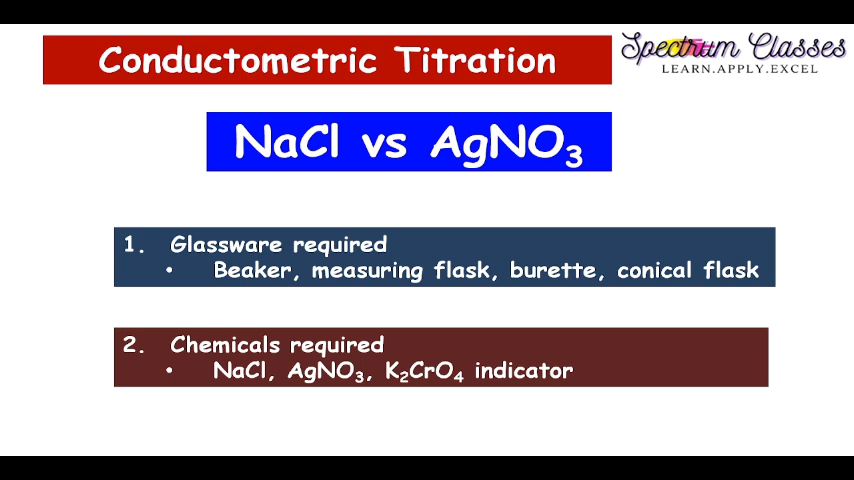 Conductometric Titration
Spectrum Classes
LEARN.APPLY.EXCEL
NaCl vs AgNO₃
1. Glassware required
• Beaker, measuring flask, burette, conical flask
2. Chemicals required
• NaCl, AgNO₃, K₂CrO₄ indicator